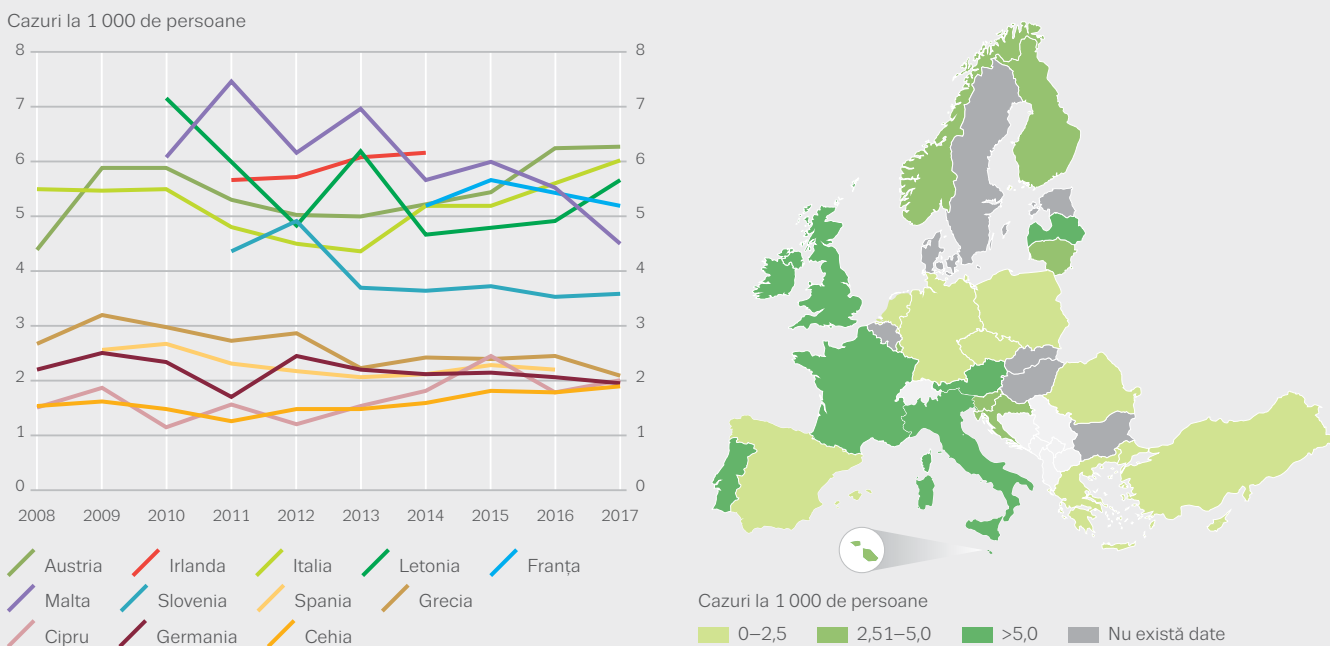 Cazuri la 1 000 de persoane
8 8
7 7
6 6
5 5
4 4
3 3
2 2
1 1
0 0
2008 2009 2010 2011 2012 2013 2014 2015 2016 2017
Austria Irlanda Italia Letonia Franța
Malta Slovenia Spania Grecia
Cipru Germania Cehia
Cazuri la 1 000 de persoane
0–2,5 2,51–5,0 >5,0 Nu există date